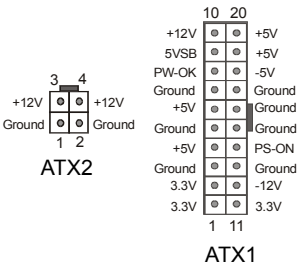 10 20
+12V +5V
5VSB +5V
PW-OK -5V
Ground Ground
+5V Ground
Ground Ground
+5V PS-ON
Ground Ground
3.3V -12V
3.3V 3.3V
1 11
ATX1
3 4
+12V +12V
Ground Ground
1 2
ATX2